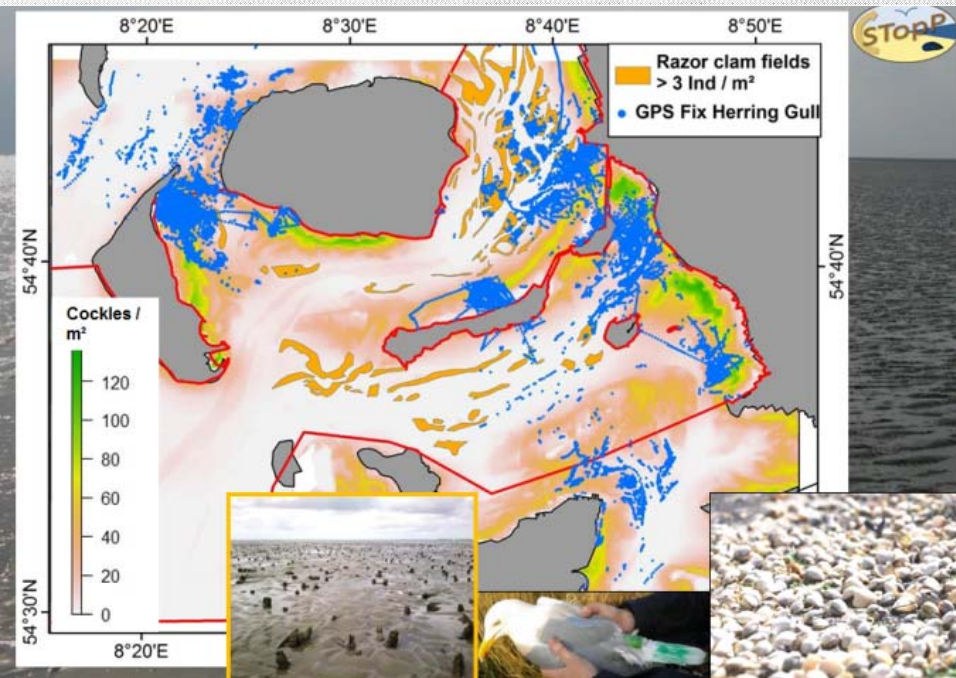 8°20'E 8°30'E 8°40'E 8°50'E
STopP
Razor clam fields
> 3 Ind / m²
GPS Fix Herring Gull
54°40'N
54°40'N
Cockles /
m²
120
100
80
60
40
20
0
54°30'N
8°20'E